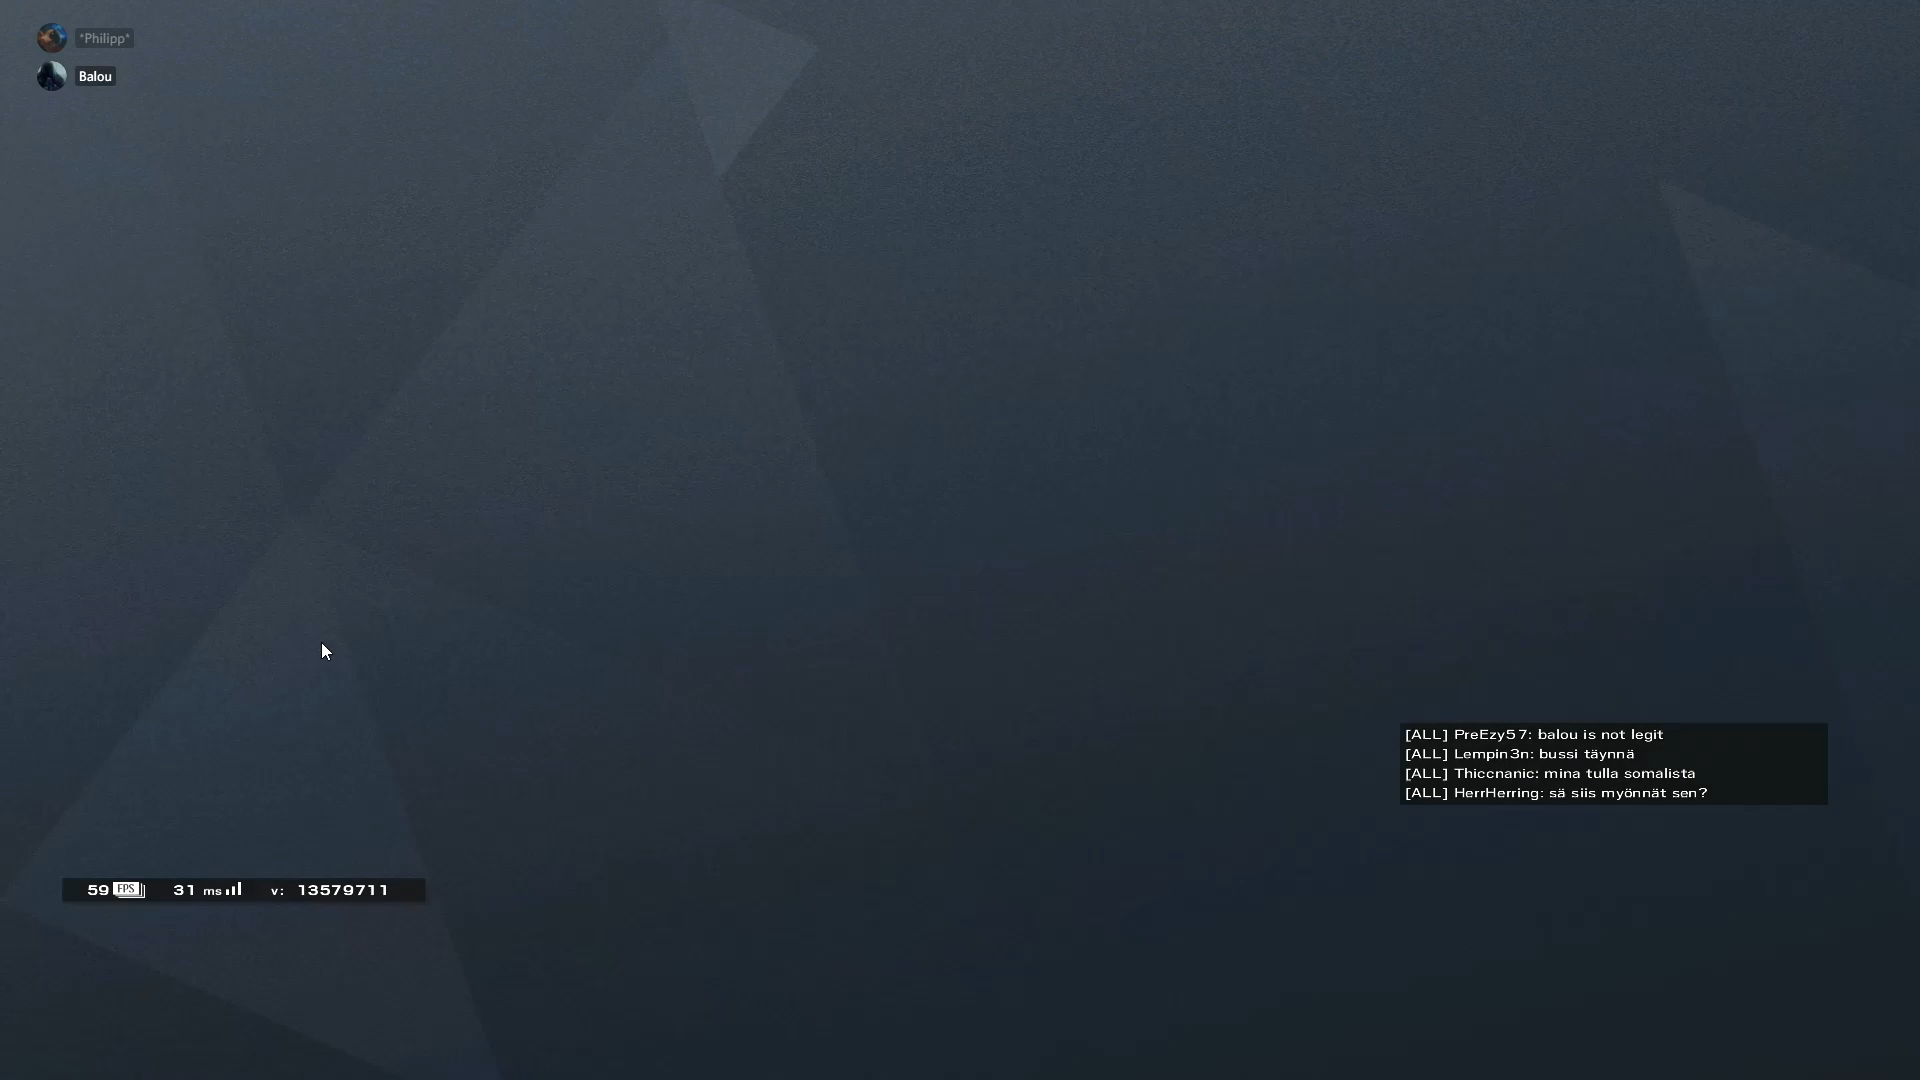 *Philipp*
Balou
[ALL] PreEzy57: balou is not legit
[ALL] Lempin3n: bussi täynnä
[ALL] Thiccnanic: mina tulla somalista
[ALL] HerrHerring: sä siis myönnät sen?
59 FPS 31 ms v: 13579711